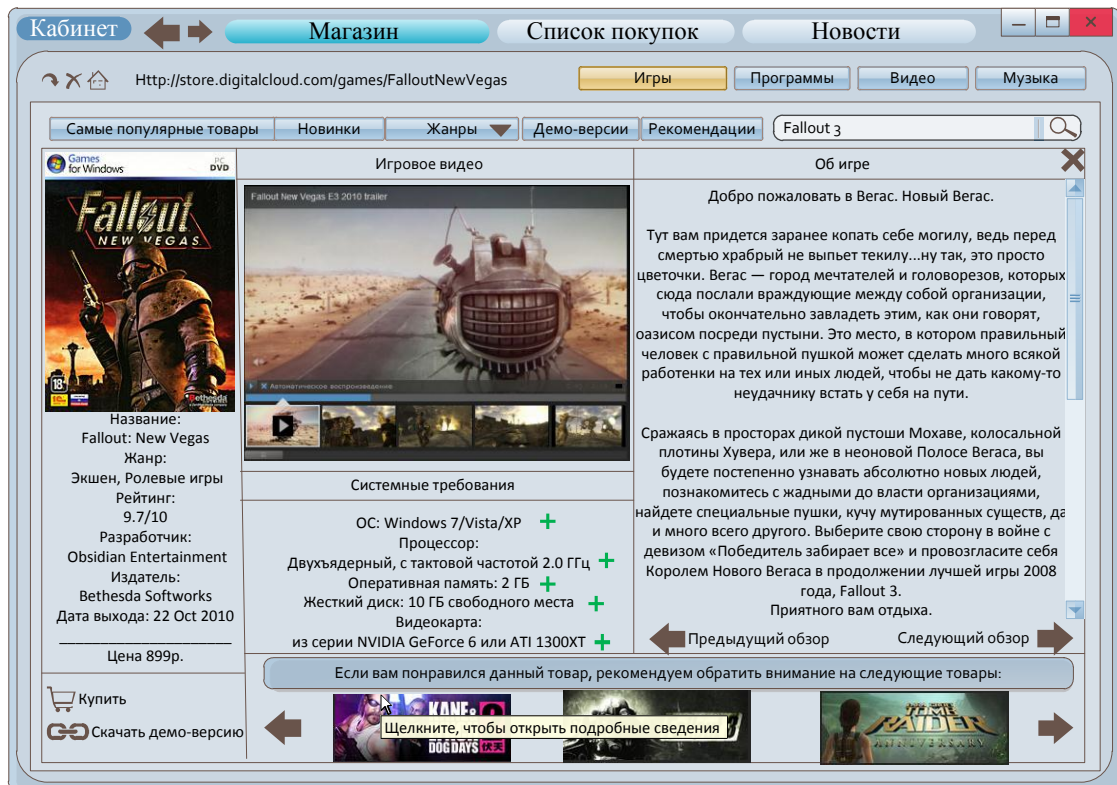 Кабинет
Магазин
Список покупок
Новости
Http://store.digitalcloud.com/games/FalloutNewVegas
Игры
Программы
Видео
Музыка
Самые популярные товары
Новинки
Жанры
Демо-версии
Рекомендации
Fallout 3
Games
for Windows
PC
DVD
Fallout
NEW VEGAS
18+
Bethesda
Название:
Fallout: New Vegas
Жанр:
Экшен, Ролевые игры
Рейтинг:
9.7/10
Разработчик:
Obsidian Entertainment
Издатель:
Bethesda Softworks
Дата выхода: 22 Oct 2010
Цена 899р.
Купить
Скачать демо-версию
Игровое видео
Fallout New Vegas E3 2010 trailer
Автоматическое воспроизведение
Системные требования
ОС: Windows 7/Vista/XP
Процессор:
Двухъядерный, с тактовой частотой 2.0 ГГц
Оперативная память: 2 ГБ
Жесткий диск: 10 ГБ свободного места
Видеокарта:
из серии NVIDIA GeForce 6 или ATI 1300XT
Об игре
Добро пожаловать в Вегас. Новый Вегас.
Тут вам придется заранее копать себе могилу, ведь перед
смертью храбрый не выпьет текилу...ну так, это просто
цветочки. Вегас — город мечтателей и головорезов, которых
сюда послали враждующие между собой организации,
чтобы окончательно завладеть этим, как они говорят,
оазисом посреди пустыни. Это место, в котором правильный
человек с правильной пушкой может сделать много всякой
работенки на тех или иных людей, чтобы не дать какому-то
неудачнику встать у себя на пути.
Сражаясь в просторах дикой пустоши Мохаве, колосальной
плотины Хувера, или же в неоновой Полосе Вегаса, вы
будете постепенно узнавать абсолютно новых людей,
познакомитесь с жадными до власти организациями,
найдете специальные пушки, кучу мутированных существ, да
и много всего другого. Выберите свою сторону в войне с
девизом «Победитель забирает все» и провозгласите себя
Королем Нового Вегаса в продолжении лучшей игры 2008
года, Fallout 3.
Приятного вам отдыха.
Предыдущий обзор
Следующий обзор
Если вам понравился данный товар, рекомендуем обратить внимание на следующие товары:
KANE &
DOG DAYS
Щелкните, чтобы открыть подробные сведения
TOMB
RAIDER
ANNIVERSARY